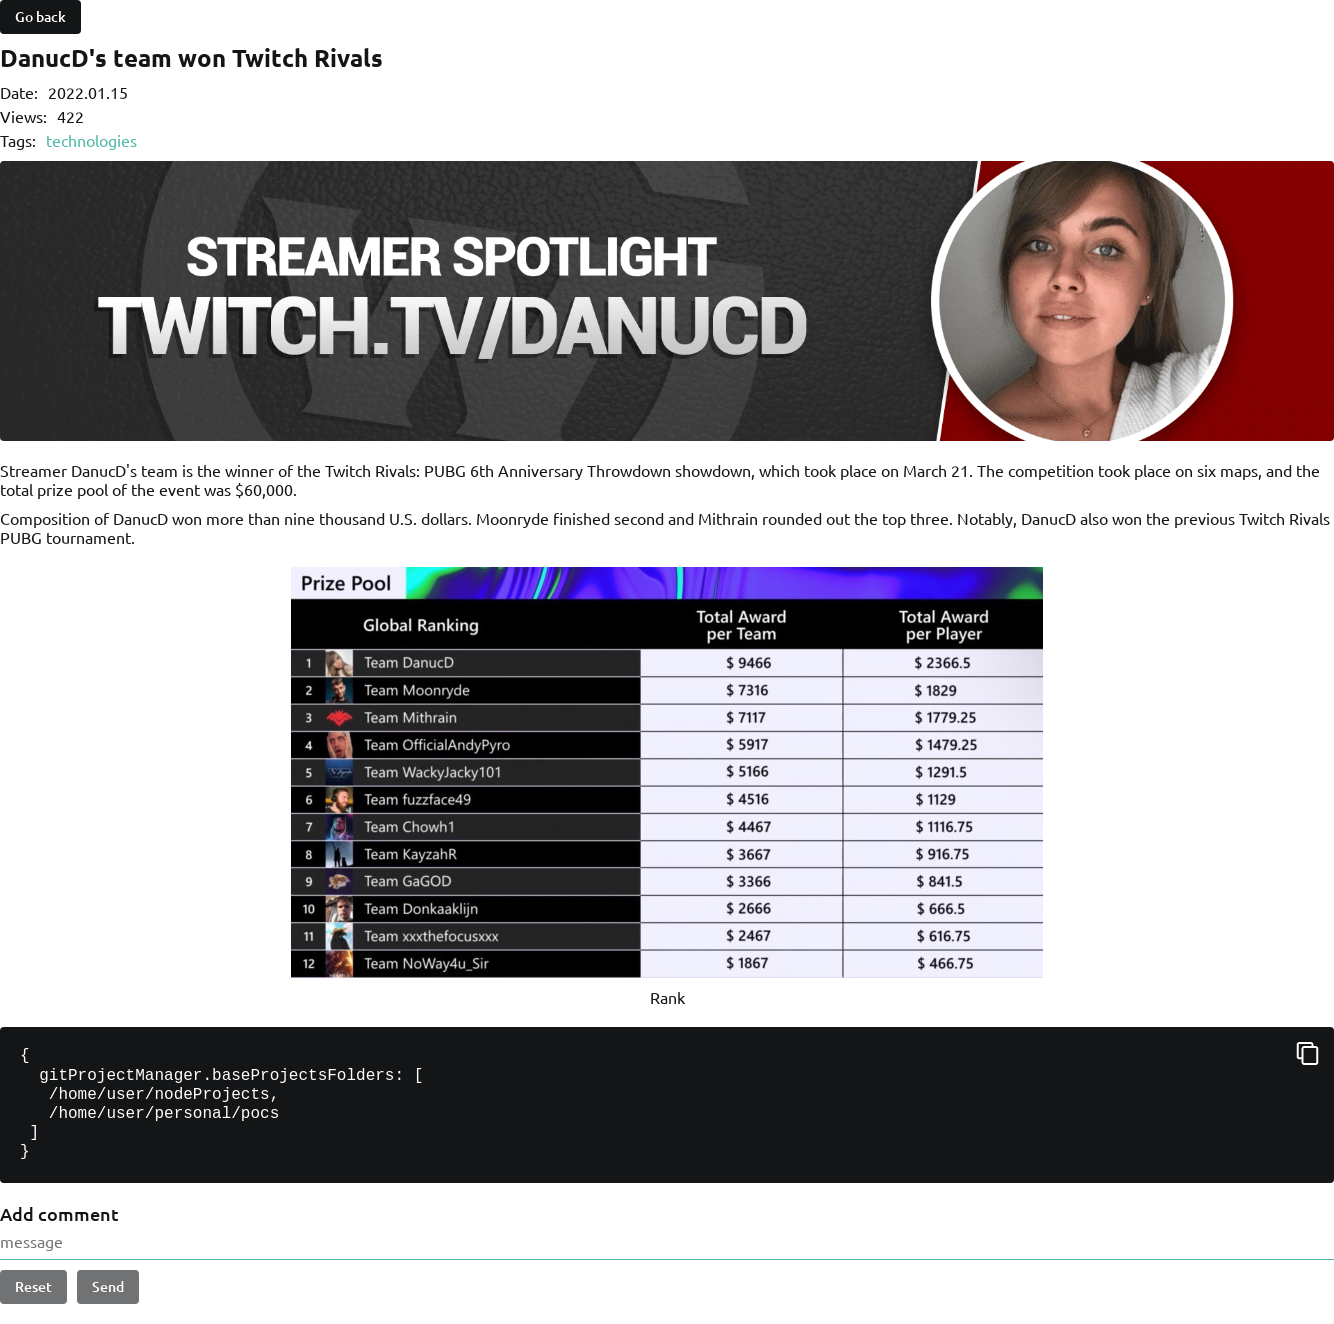 Go back
DanucD's team won Twitch Rivals
Date: 2022.01.15
Views: 422
Tags: technologies
STREAMER SPOTLIGHT
TWITCH.TV/DANUCD
Streamer DanucD's team is the winner of the Twitch Rivals: PUBG 6th Anniversary Throwdown showdown, which took place on March 21. The competition took place on six maps, and the
total prize pool of the event was $60,000.
Composition of DanucD won more than nine thousand U.S. dollars. Moonryde finished second and Mithrain rounded out the top three. Notably, DanucD also won the previous Twitch Rivals
PUBG tournament.
Prize Pool
Global Ranking Total Award per Team Total Award per Player
1 Team DanucD $ 9466 $ 2366.5
2 Team Moonryde $ 7316 $ 1829
3 Team Mithrain $ 7117 $ 1779.25
4 Team OfficialAndyPyro $ 5917 $ 1479.25
5 Team WackyJacky101 $ 5166 $ 1291.5
6 Team fuzzface49 $ 4516 $ 1129
7 Team Chowh1 $ 4467 $ 1116.75
8 Team KayzahR $ 3667 $ 916.75
9 Team GaGOD $ 3366 $ 841.5
10 Team Donkaaklijn $ 2666 $ 666.5
11 Team xxxthefocusxxx $ 2467 $ 616.75
12 Team NoWay4u_Sir $ 1867 $ 466.75
Rank
{
  gitProjectManager.baseProjectsFolders: [
   /home/user/nodeProjects,
   /home/user/personal/pocs
 ]
}
Add comment
message
Reset Send